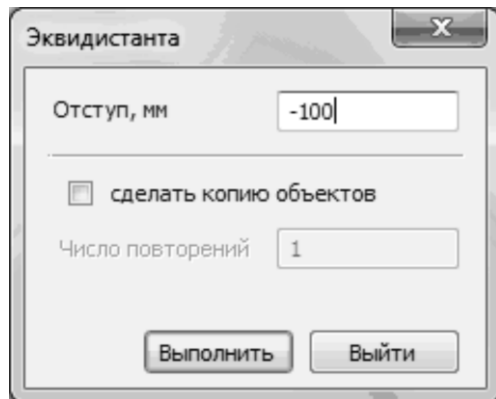 Эквидистанта
Отступ, мм -100
сделать копию объектов
Число повторений 1
Выполнить Выйти